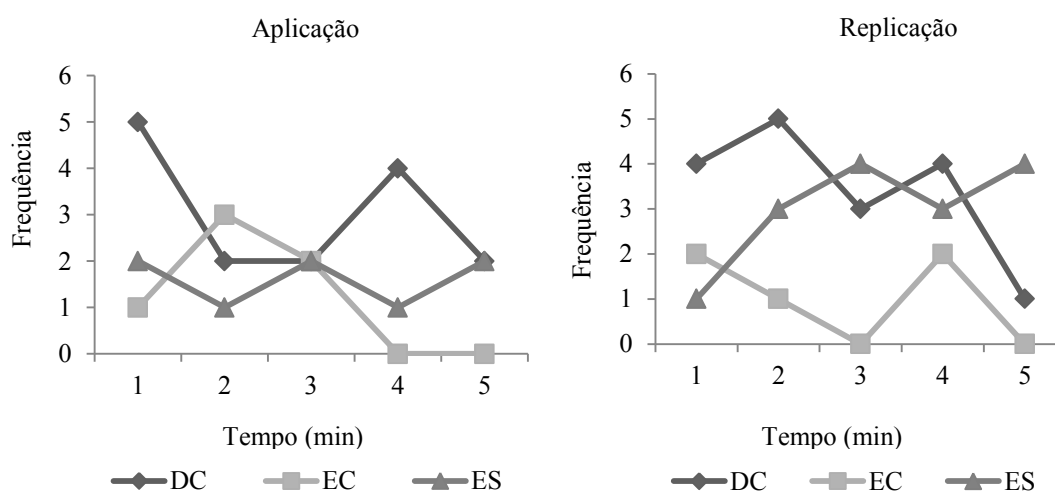 Aplicação
6
5
4
3
2
1
0
Frequência
1 2 3 4 5
Tempo (min)
DC EC ES
Replicação
6
5
4
3
2
1
0
Frequência
1 2 3 4 5
Tempo (min)
DC EC ES